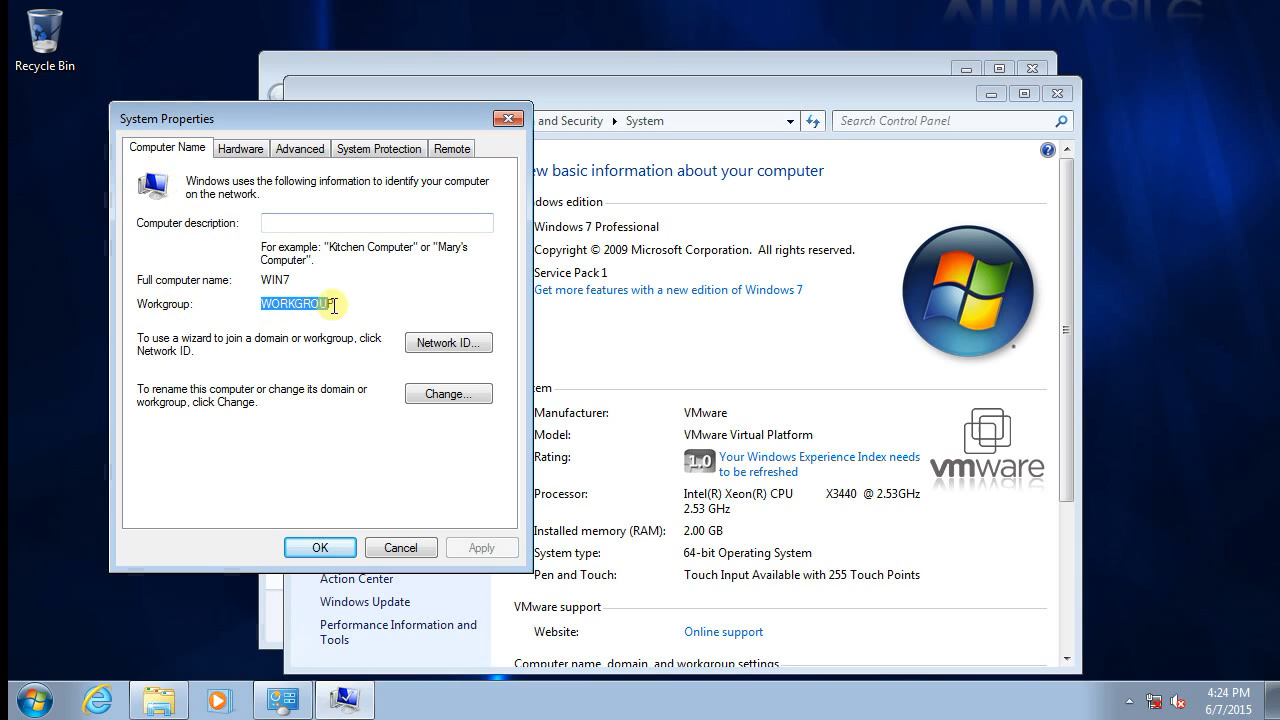 Recycle Bin
System Properties
Computer Name
Hardware
Advanced
System Protection
Remote
Windows uses the following information to identify your computer
on the network.
Computer description:
For example: "Kitchen Computer" or "Mary's
Computer".
Full computer name:
WIN7
Workgroup:
WORKGROUP
To use a wizard to join a domain or workgroup, click
Network ID.
Network ID...
To rename this computer or change its domain or
workgroup, click Change.
Change...
OK
Cancel
Apply
and Security
System
Search Control Panel
basic information about your computer
edition
Windows 7 Professional
Copyright © 2009 Microsoft Corporation. All rights reserved.
Service Pack 1
Get more features with a new edition of Windows 7
Manufacturer:
VMware
Model:
VMware Virtual Platform
Rating:
1.0
Your Windows Experience Index needs
to be refreshed
Processor:
Intel(R) Xeon(R) CPU X3440 @ 2.53GHz
2.53 GHz
Installed memory (RAM):
2.00 GB
System type:
64-bit Operating System
Pen and Touch:
Touch Input Available with 255 Touch Points
vmware
VMware support
Website:
Online support
Computer name, domain, and workgroup settings
Action Center
Windows Update
Performance Information and
Tools
4:24 PM
6/7/2015